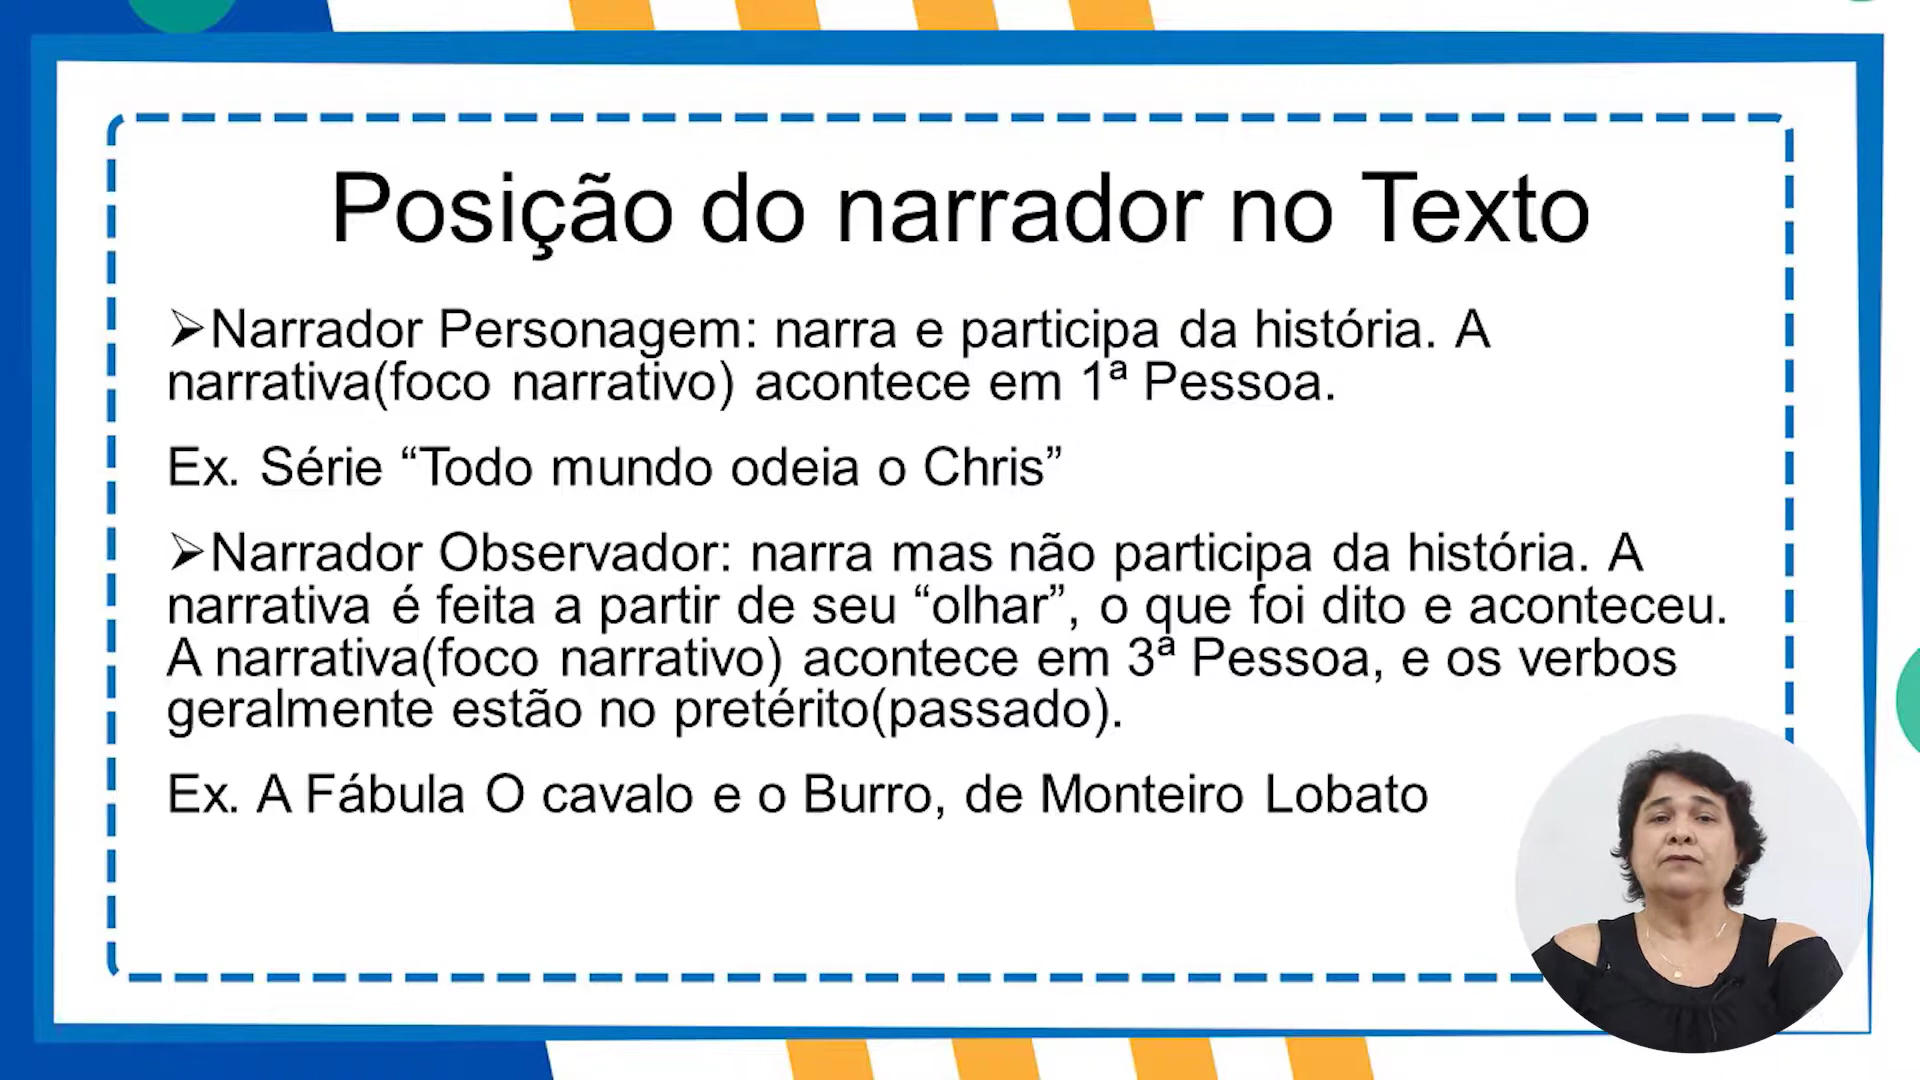 Posição do narrador no Texto
➢Narrador Personagem: narra e participa da história. A
narrativa(foco narrativo) acontece em 1ª Pessoa.
Ex. Série “Todo mundo odeia o Chris”
➢Narrador Observador: narra mas não participa da história. A
narrativa é feita a partir de seu “olhar”, o que foi dito e aconteceu.
A narrativa(foco narrativo) acontece em 3ª Pessoa, e os verbos
geralmente estão no pretérito(passado).
Ex. A Fábula O cavalo e o Burro, de Monteiro Lobato